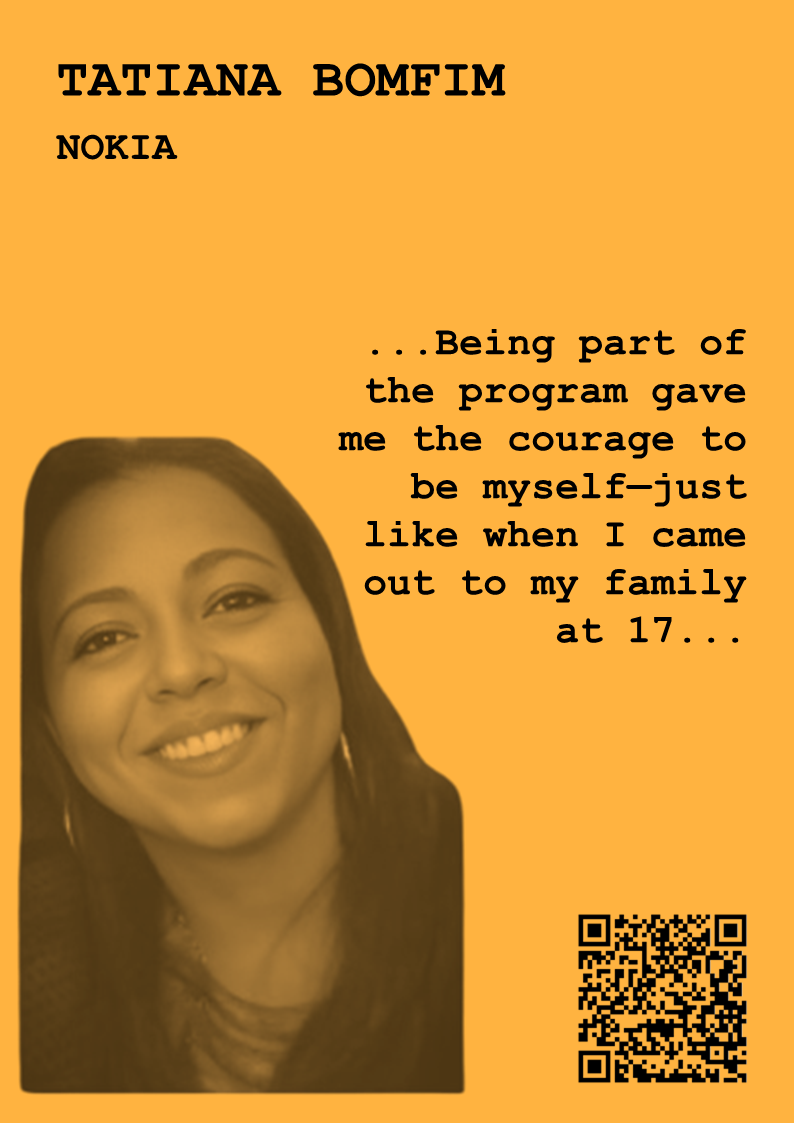 TATIANA BOMFIM
NOKIA
...Being part of
the program gave
me the courage to
be myself—just
like when I came
out to my family
at 17...